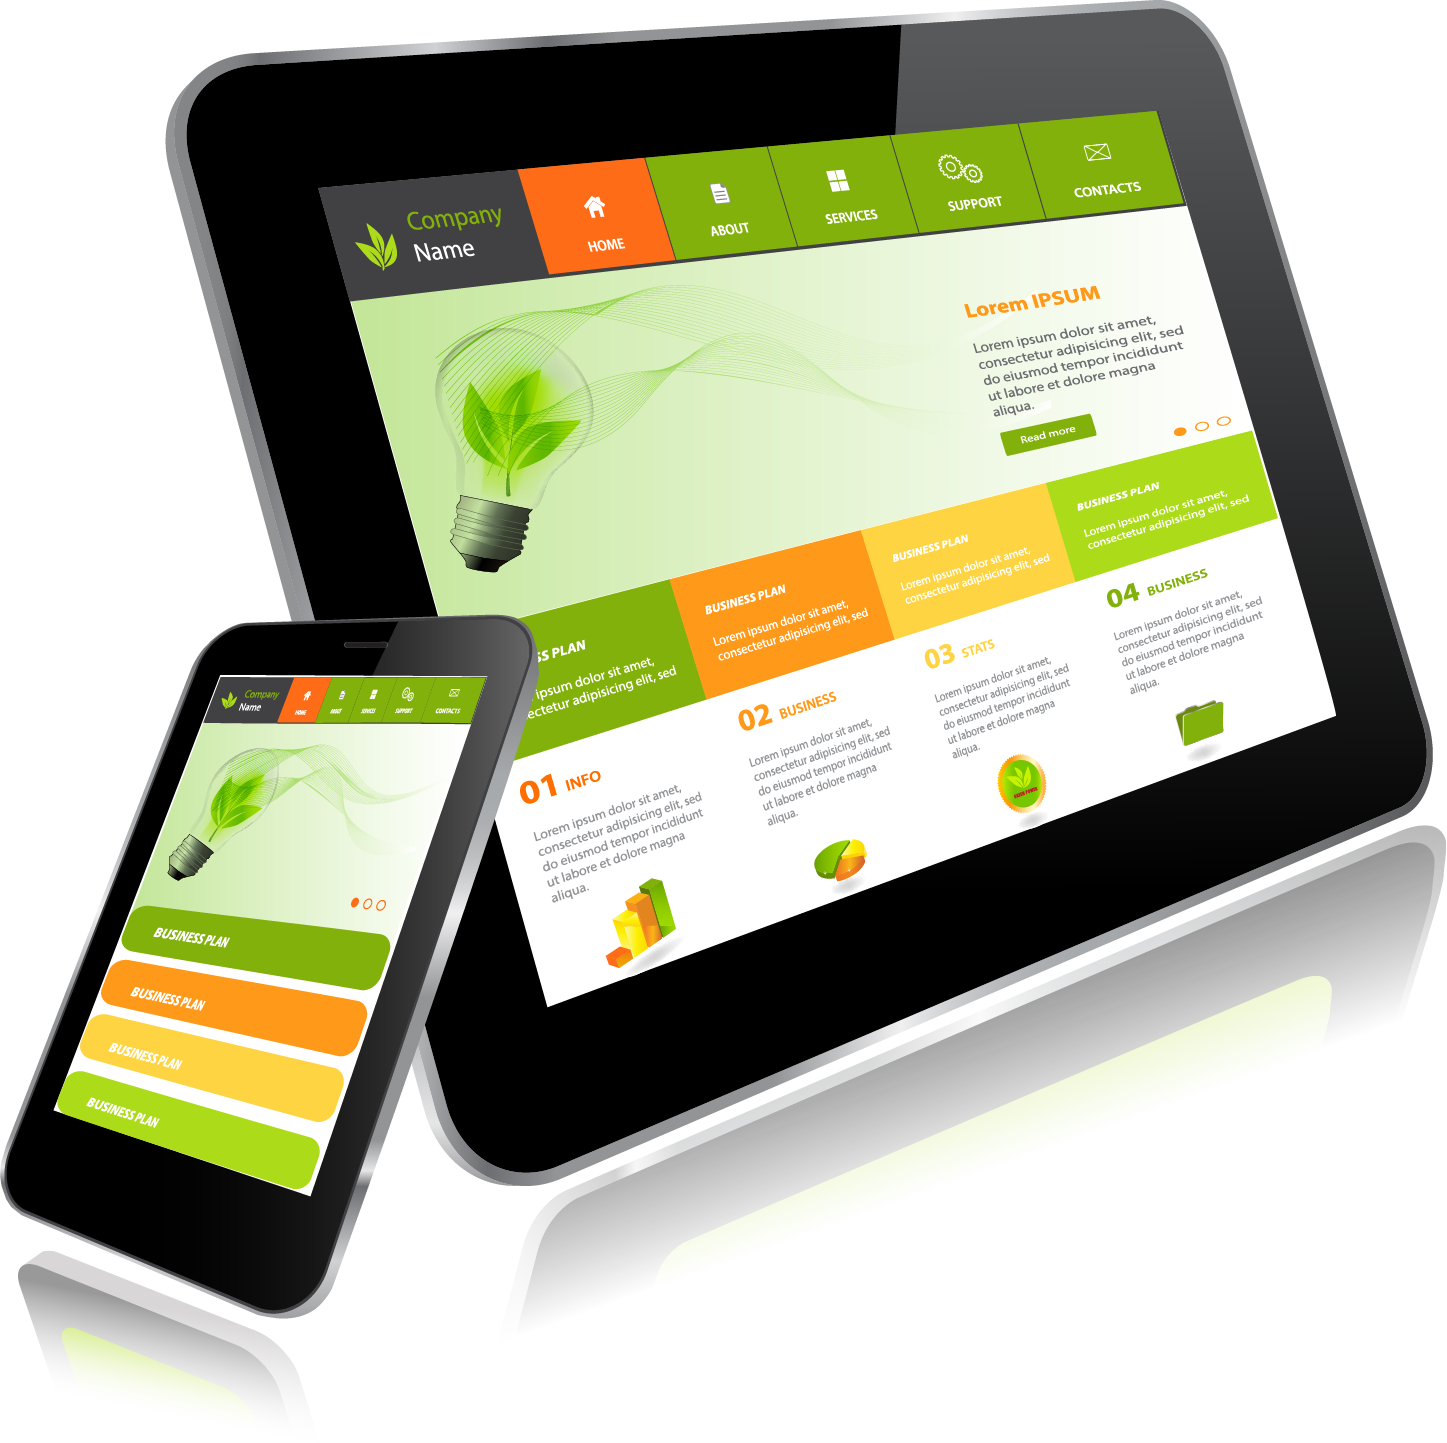 Company
Name
HOME
ABOUT
SERVICES
SUPPORT
CONTACTS
Lorem IPSUM
Lorem ipsum dolor sit amet,
consectetur adipisicing elit, sed
do eiusmod tempor incididunt
ut labore et dolore magna
aliqua.
Read more
SS PLAN
ipsum dolor sit amet,
ectetur adipisicing elit, sed
BUSINESS PLAN
Lorem ipsum dolor sit amet,
consectetur adipisicing elit, sed
BUSINESS PLAN
Lorem ipsum dolor sit amet,
consectetur adipisicing elit, sed
BUSINESS PLAN
Lorem ipsum dolor sit amet,
consectetur adipisicing elit, sed
01 INFO
Lorem ipsum dolor sit amet,
consectetur adipisicing elit, sed
do eiusmod tempor incididunt
ut labore et dolore magna
aliqua.
02 BUSINESS
Lorem ipsum dolor sit amet,
consectetur adipisicing elit, sed
do eiusmod tempor incididunt
ut labore et dolore magna
aliqua.
03 STATS
Lorem ipsum dolor sit amet,
consectetur adipisicing elit, sed
do eiusmod tempor incididunt
ut labore et dolore magna
aliqua.
GREEN POWER
04 BUSINESS
Lorem ipsum dolor sit amet,
consectetur adipisicing elit, sed
do eiusmod tempor incididunt
ut labore et dolore magna
aliqua.
Company
Name
HOME
ABOUT
SERVICES
SUPPORT
CONTACTS
BUSINESS PLAN
BUSINESS PLAN
BUSINESS PLAN
BUSINESS PLAN